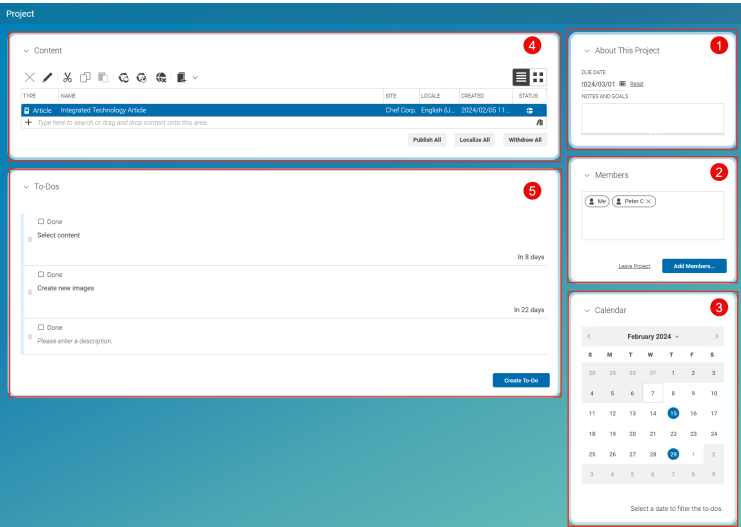 Project
Content
4
TYPE NAME SITE LOCALE CREATED STATUS
Article Integrated Technology Article Chef Corp. English (U... 2024/02/05 11:...
Type here to search or drag and drop content onto this area.
Publish All Localize All Withdraw All
To-Dos
5
Done
Select content
In 8 days
Done
Create new images
In 22 days
Done
Please enter a description.
Create To-Do
About This Project
1
DUE DATE
2024/03/01 Reset
NOTES AND GOALS
Members
2
Me Peter C ×
Leave Project Add Members...
Calendar
3
< February 2024 >
S M T W T F S
28 29 30 31 1 2 3
4 5 6 7 8 9 10
11 12 13 14 15 16 17
18 19 20 21 22 23 24
25 26 27 28 29 1 2
3 4 5 6 7 8 9
Select a date to filter the to-dos.